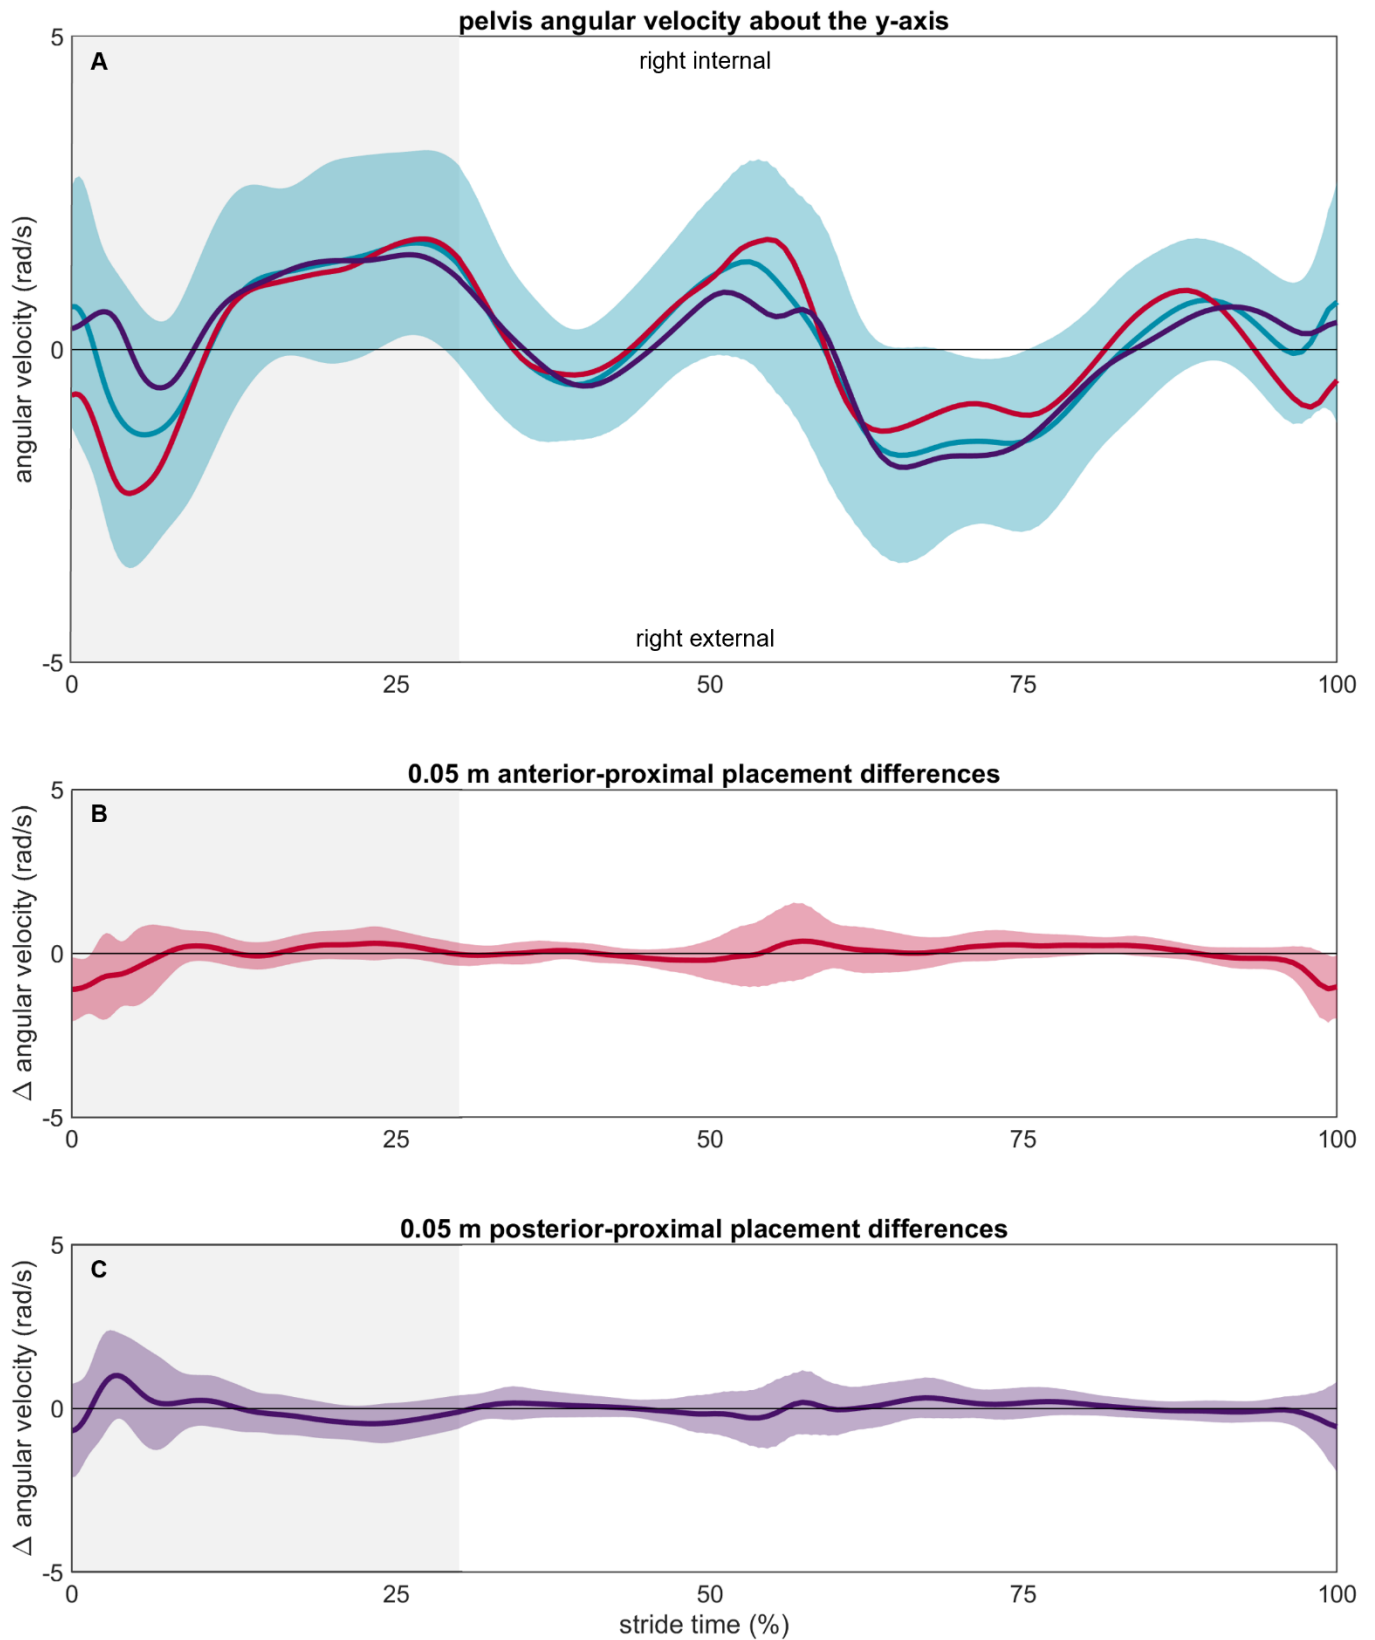 pelvis angular velocity about the y-axis
5
A
right internal
angular velocity (rad/s)
0
right external
-5
0 25 50 75 100
0.05 m anterior-proximal placement differences
5
B
Δ angular velocity (rad/s)
0
-5
0 25 50 75 100
0.05 m posterior-proximal placement differences
5
C
Δ angular velocity (rad/s)
0
-5
0 25 50 75 100
stride time (%)